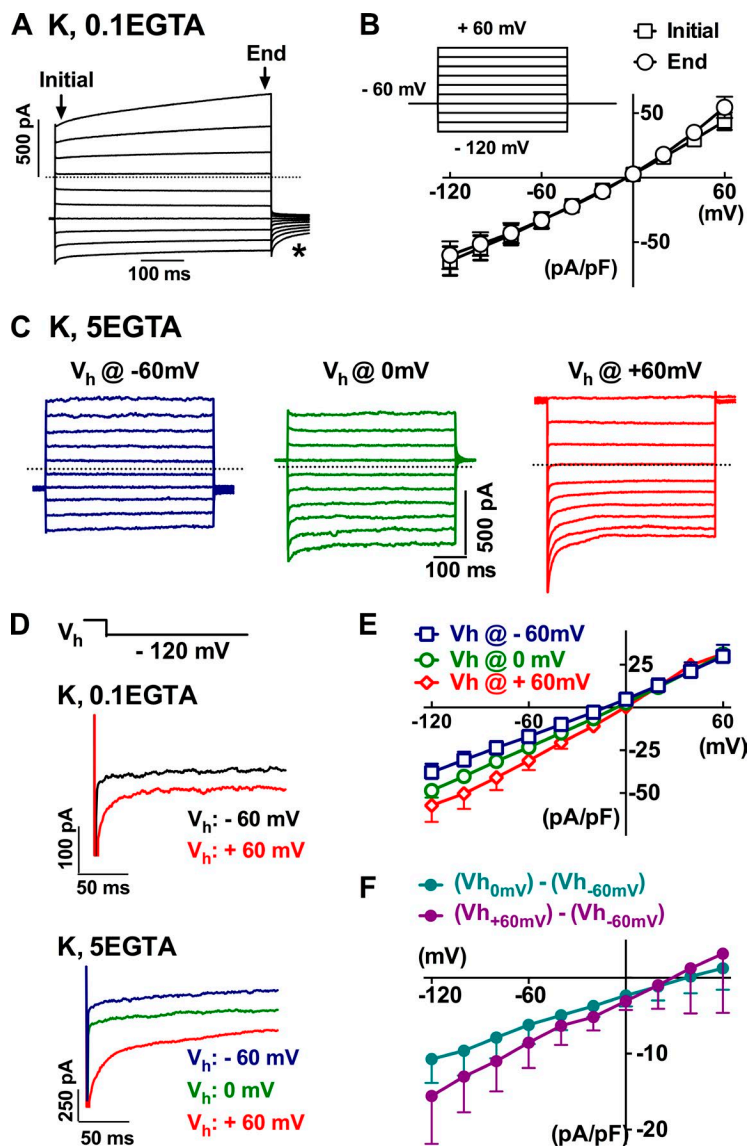 A K, 0.1EGTA
Initial
End
500 pA
*
100 ms
B
+ 60 mV
- 60 mV
- 120 mV
Initial
End
50
-120
-60
60
(mV)
-50
(pA/pF)
C K, 5EGTA
Vh @ -60mV
Vh @ 0mV
Vh @ +60mV
500 pA
100 ms
D
Vh
- 120 mV
K, 0.1EGTA
Vh: - 60 mV
Vh: + 60 mV
100 pA
50 ms
K, 5EGTA
Vh: - 60 mV
Vh: 0 mV
Vh: + 60 mV
250 pA
50 ms
E
Vh @ - 60mV
Vh @ 0 mV
Vh @ + 60mV
25
-120
-60
60
(mV)
-25
-50
(pA/pF)
F
(Vh0mV) - (Vh-60mV)
(Vh+60mV) - (Vh-60mV)
(mV)
-120
-60
60
-10
-20
(pA/pF)